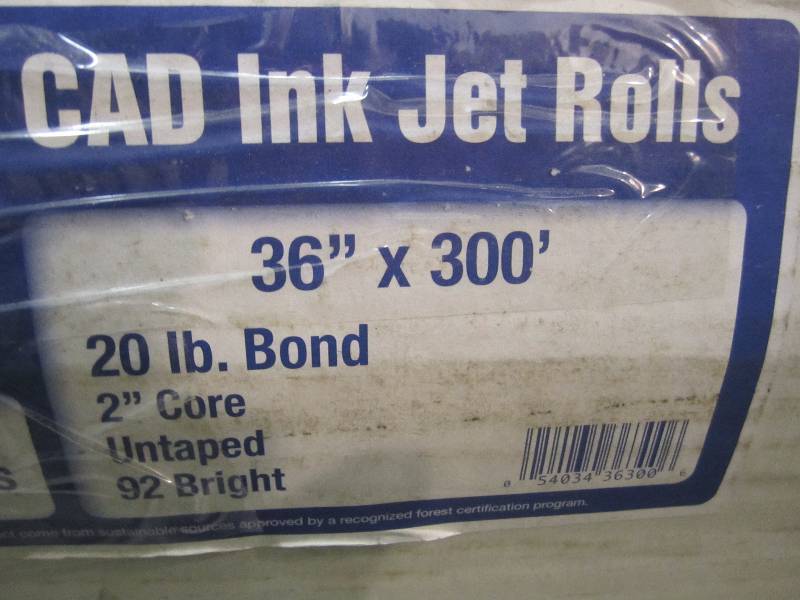 CAD Ink Jet Rolls
36” x 300’
20 lb. Bond
2” Core
Untaped
92 Bright
0 54034 36300 6
S
come from sustainable sources approved by a recognized forest certification program.